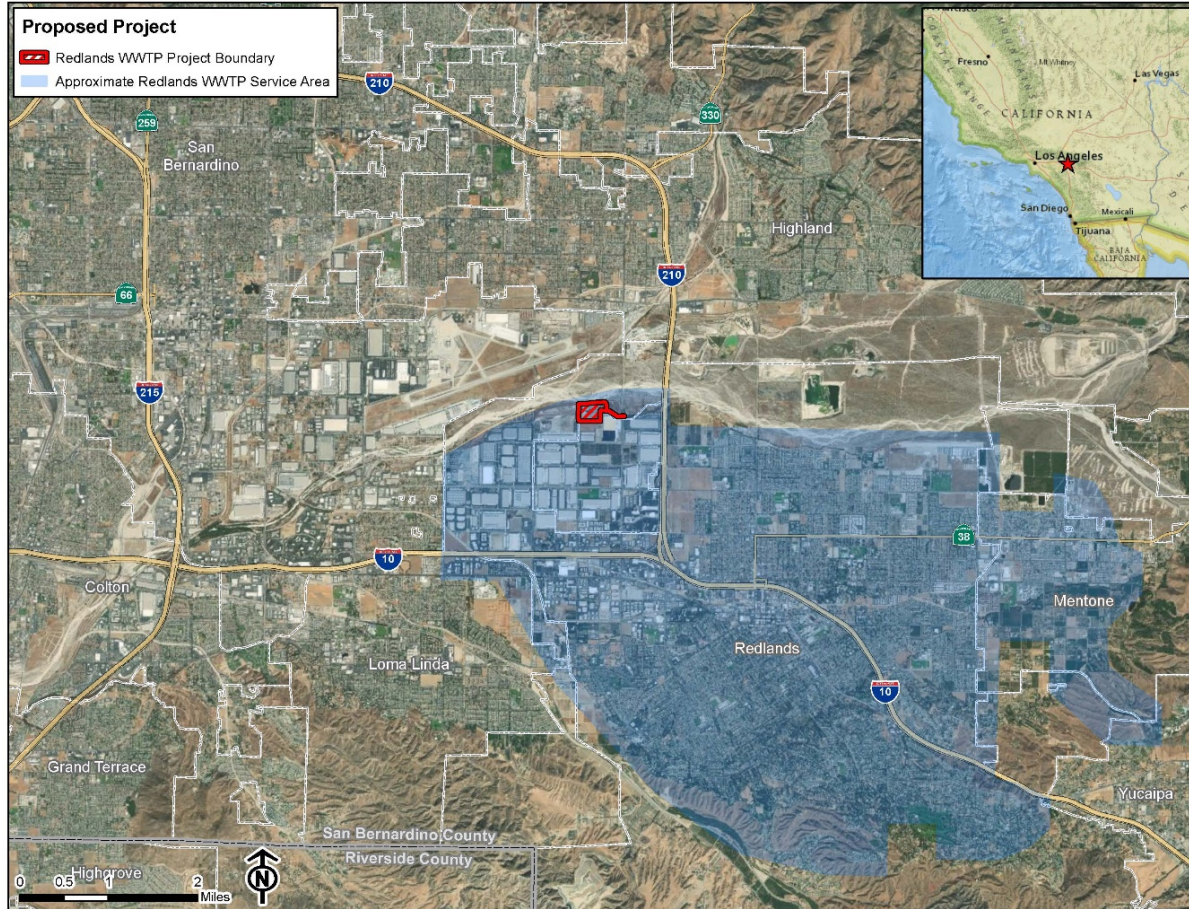 Proposed Project
Redlands WWTP Project Boundary
Approximate Redlands WWTP Service Area
Fresno
Mt Whitney
Las Vegas
CALIFORNIA
Los Angeles
San Diego
Mexicali
Tijuana
BAJA
CALIFORNIA
210
259
330
San
Bernardino
Highland
210
66
215
10
38
Colton
Mentone
Loma Linda
Redlands
10
Grand Terrace
Yucaipa
San Bernardino County
Riverside County
Highgrove
N
0 0.5 1 2
Miles